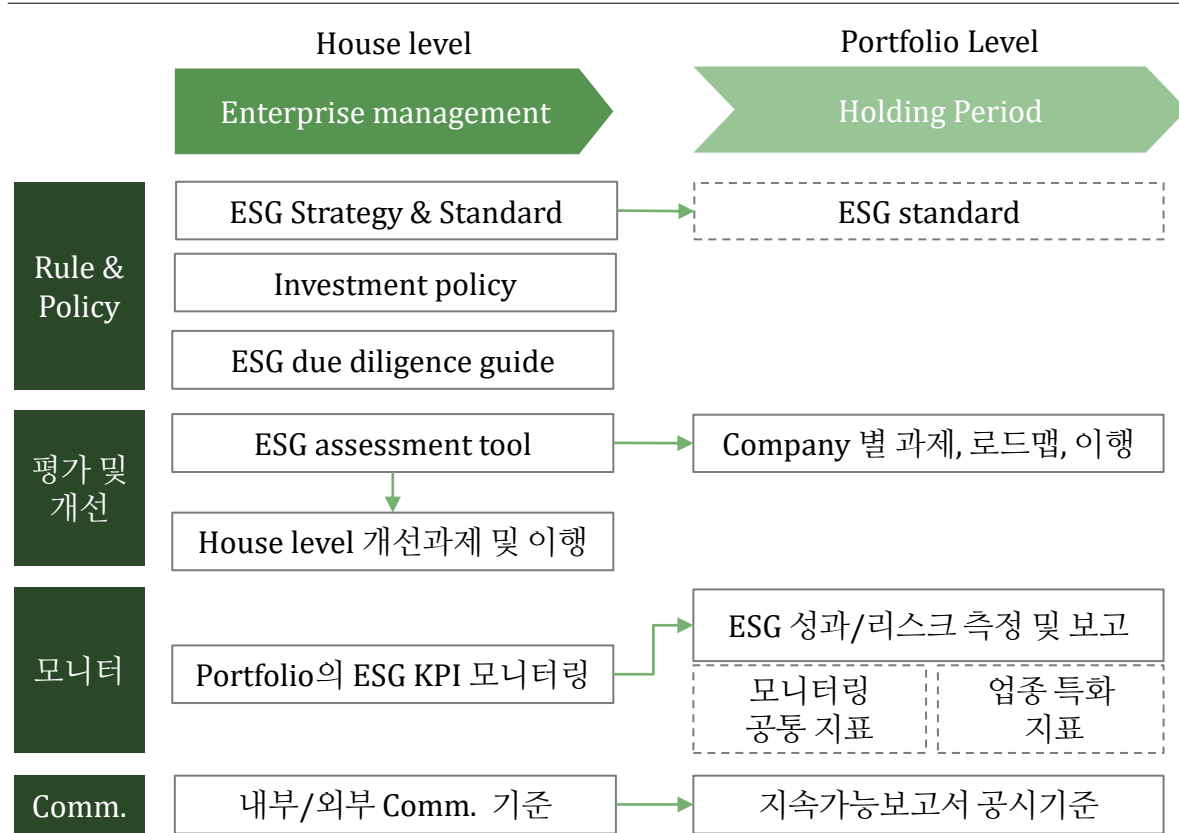 House level
Portfolio Level
Enterprise management
Holding Period
Rule &
Policy
ESG Strategy & Standard
ESG standard
Investment policy
ESG due diligence guide
평가 및
개선
ESG assessment tool
Company 별 과제, 로드맵, 이행
House level 개선과제 및 이행
모니터
Portfolio의 ESG KPI 모니터링
ESG 성과/리스크 측정 및 보고
모니터링
공통 지표
업종 특화
지표
Comm.
내부/외부 Comm. 기준
지속가능보고서 공시기준